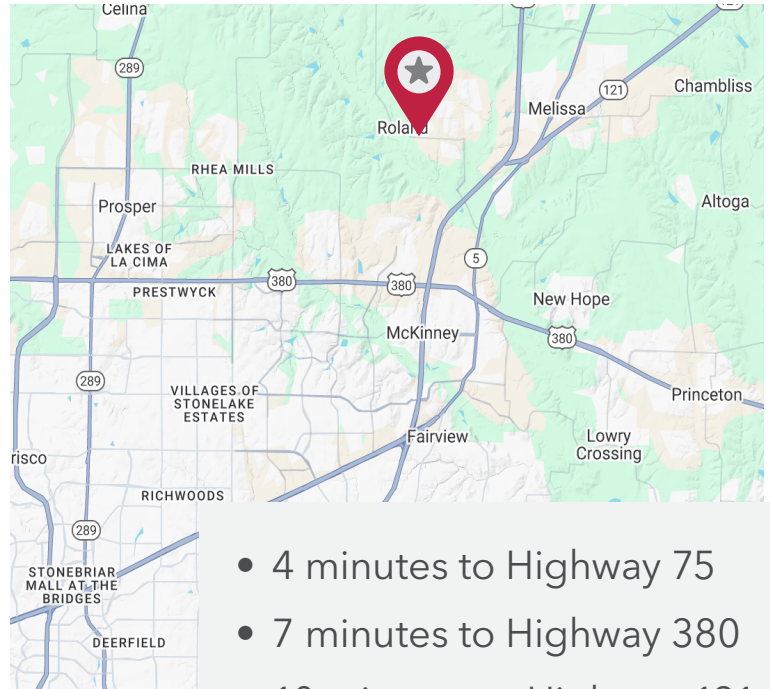 Celina
121
289
121
Chambliss
Melissa
Roland
RHEA MILLS
Prosper
Altoga
LAKES OF
LA CIMA
5
380
380
PRESTWYCK
New Hope
McKinney
380
289
Princeton
VILLAGES OF
STONELAKE
ESTATES
Fairview
Lowry
Crossing
risco
RICHWOODS
289
• 4 minutes to Highway 75
STONEBRIAR
MALL AT THE
BRIDGES
• 7 minutes to Highway 380
DEERFIELD